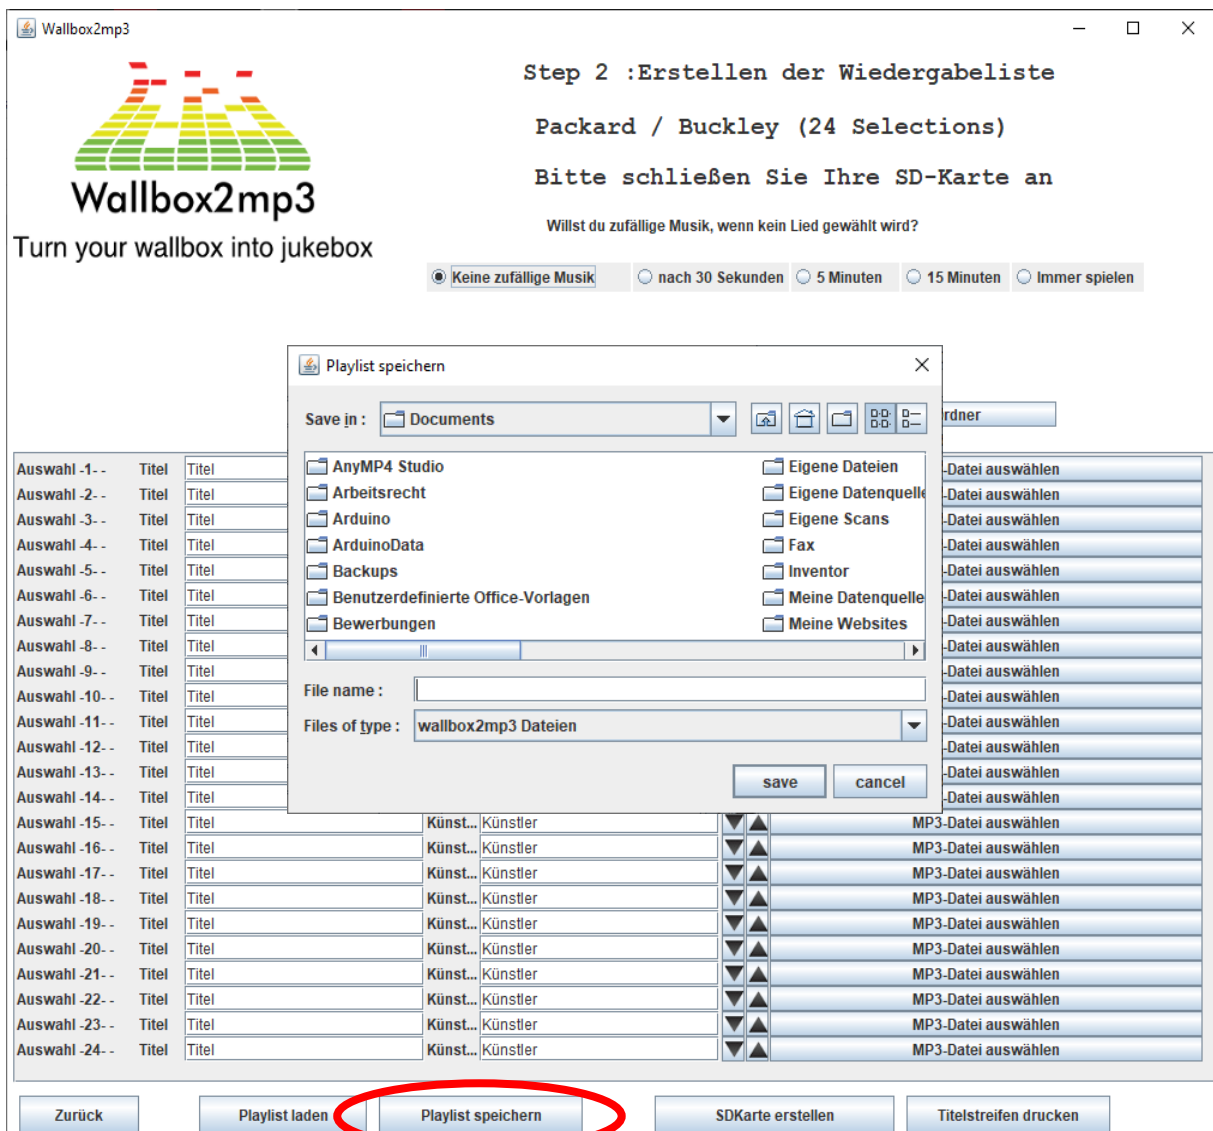 Wallbox2mp3
Step 2 :Erstellen der Wiedergabeliste
Packard / Buckley (24 Selections)
Bitte schließen Sie Ihre SD-Karte an
Wallbox2mp3
Turn your wallbox into jukebox
Willst du zufällige Musik, wenn kein Lied gewählt wird?
Keine zufällige Musik nach 30 Sekunden 5 Minuten 15 Minuten Immer spielen
Playlist speichern
Save in : Documents
rdner
AnyMP4 Studio Eigene Dateien
Arbeitsrecht Eigene Datenquelle
Arduino Eigene Scans
ArduinoData Fax
Backups Inventor
Benutzerdefinierte Office-Vorlagen Meine Datenquelle
Bewerbungen Meine Websites
File name :
Files of type : wallbox2mp3 Dateien
save cancel
Auswahl -1- - Titel Titel -Datei auswählen
Auswahl -2- - Titel Titel -Datei auswählen
Auswahl -3- - Titel Titel -Datei auswählen
Auswahl -4- - Titel Titel -Datei auswählen
Auswahl -5- - Titel Titel -Datei auswählen
Auswahl -6- - Titel Titel -Datei auswählen
Auswahl -7- - Titel Titel -Datei auswählen
Auswahl -8- - Titel Titel -Datei auswählen
Auswahl -9- - Titel Titel -Datei auswählen
Auswahl -10- - Titel Titel -Datei auswählen
Auswahl -11- - Titel Titel -Datei auswählen
Auswahl -12- - Titel Titel -Datei auswählen
Auswahl -13- - Titel Titel -Datei auswählen
Auswahl -14- - Titel Titel -Datei auswählen
Auswahl -15- - Titel Titel Künst... Künstler MP3-Datei auswählen
Auswahl -16- - Titel Titel Künst... Künstler MP3-Datei auswählen
Auswahl -17- - Titel Titel Künst... Künstler MP3-Datei auswählen
Auswahl -18- - Titel Titel Künst... Künstler MP3-Datei auswählen
Auswahl -19- - Titel Titel Künst... Künstler MP3-Datei auswählen
Auswahl -20- - Titel Titel Künst... Künstler MP3-Datei auswählen
Auswahl -21- - Titel Titel Künst... Künstler MP3-Datei auswählen
Auswahl -22- - Titel Titel Künst... Künstler MP3-Datei auswählen
Auswahl -23- - Titel Titel Künst... Künstler MP3-Datei auswählen
Auswahl -24- - Titel Titel Künst... Künstler MP3-Datei auswählen
Zurück Playlist laden Playlist speichern SDKarte erstellen Titelstreifen drucken